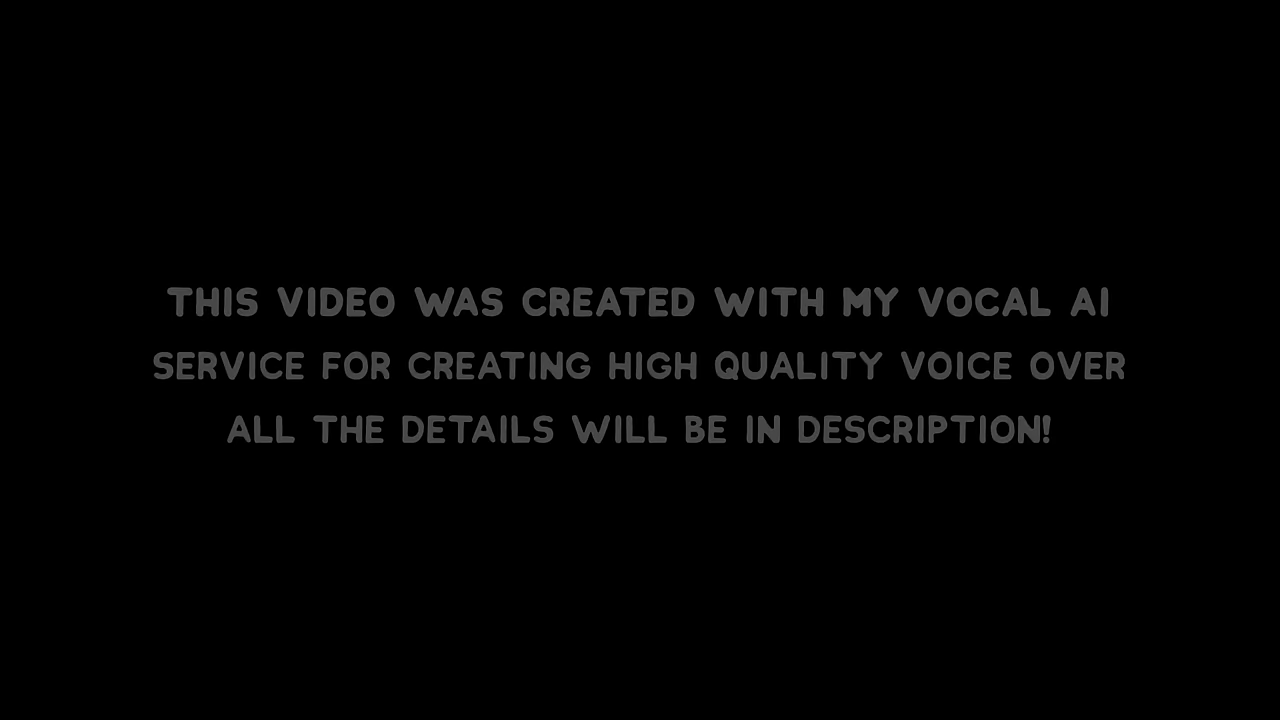 THIS VIDEO WAS CREATED WITH MY VOCAL AI
SERVICE FOR CREATING HIGH QUALITY VOICE OVER
ALL THE DETAILS WILL BE IN DESCRIPTION!